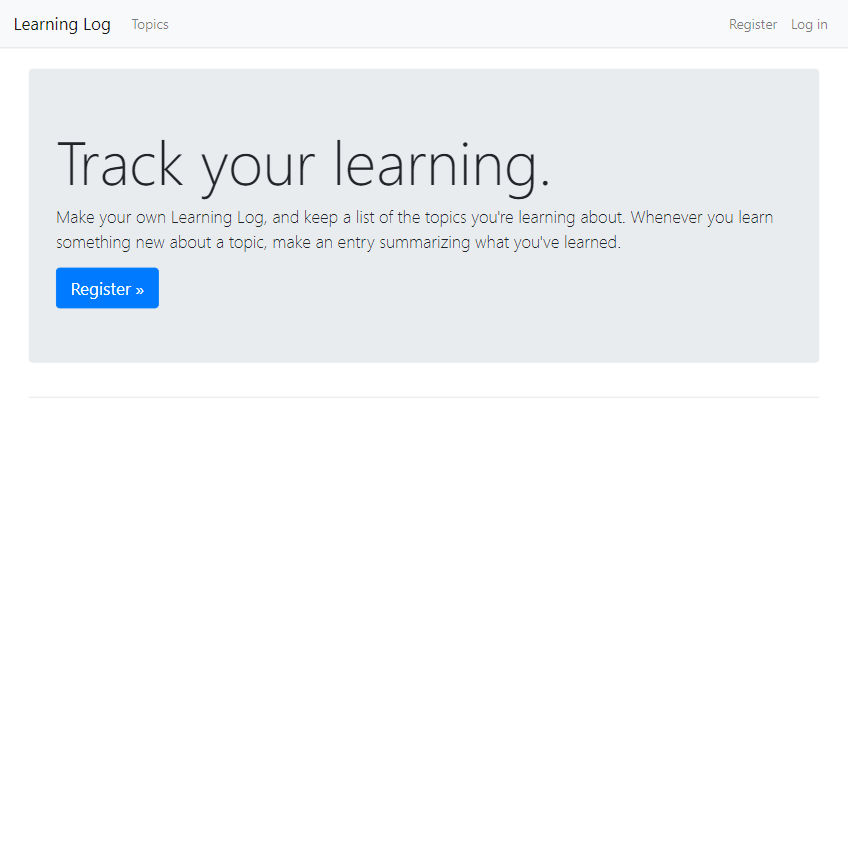 Learning Log Topics Register Log in
Track your learning.
Make your own Learning Log, and keep a list of the topics you're learning about. Whenever you learn
something new about a topic, make an entry summarizing what you've learned.
Register »